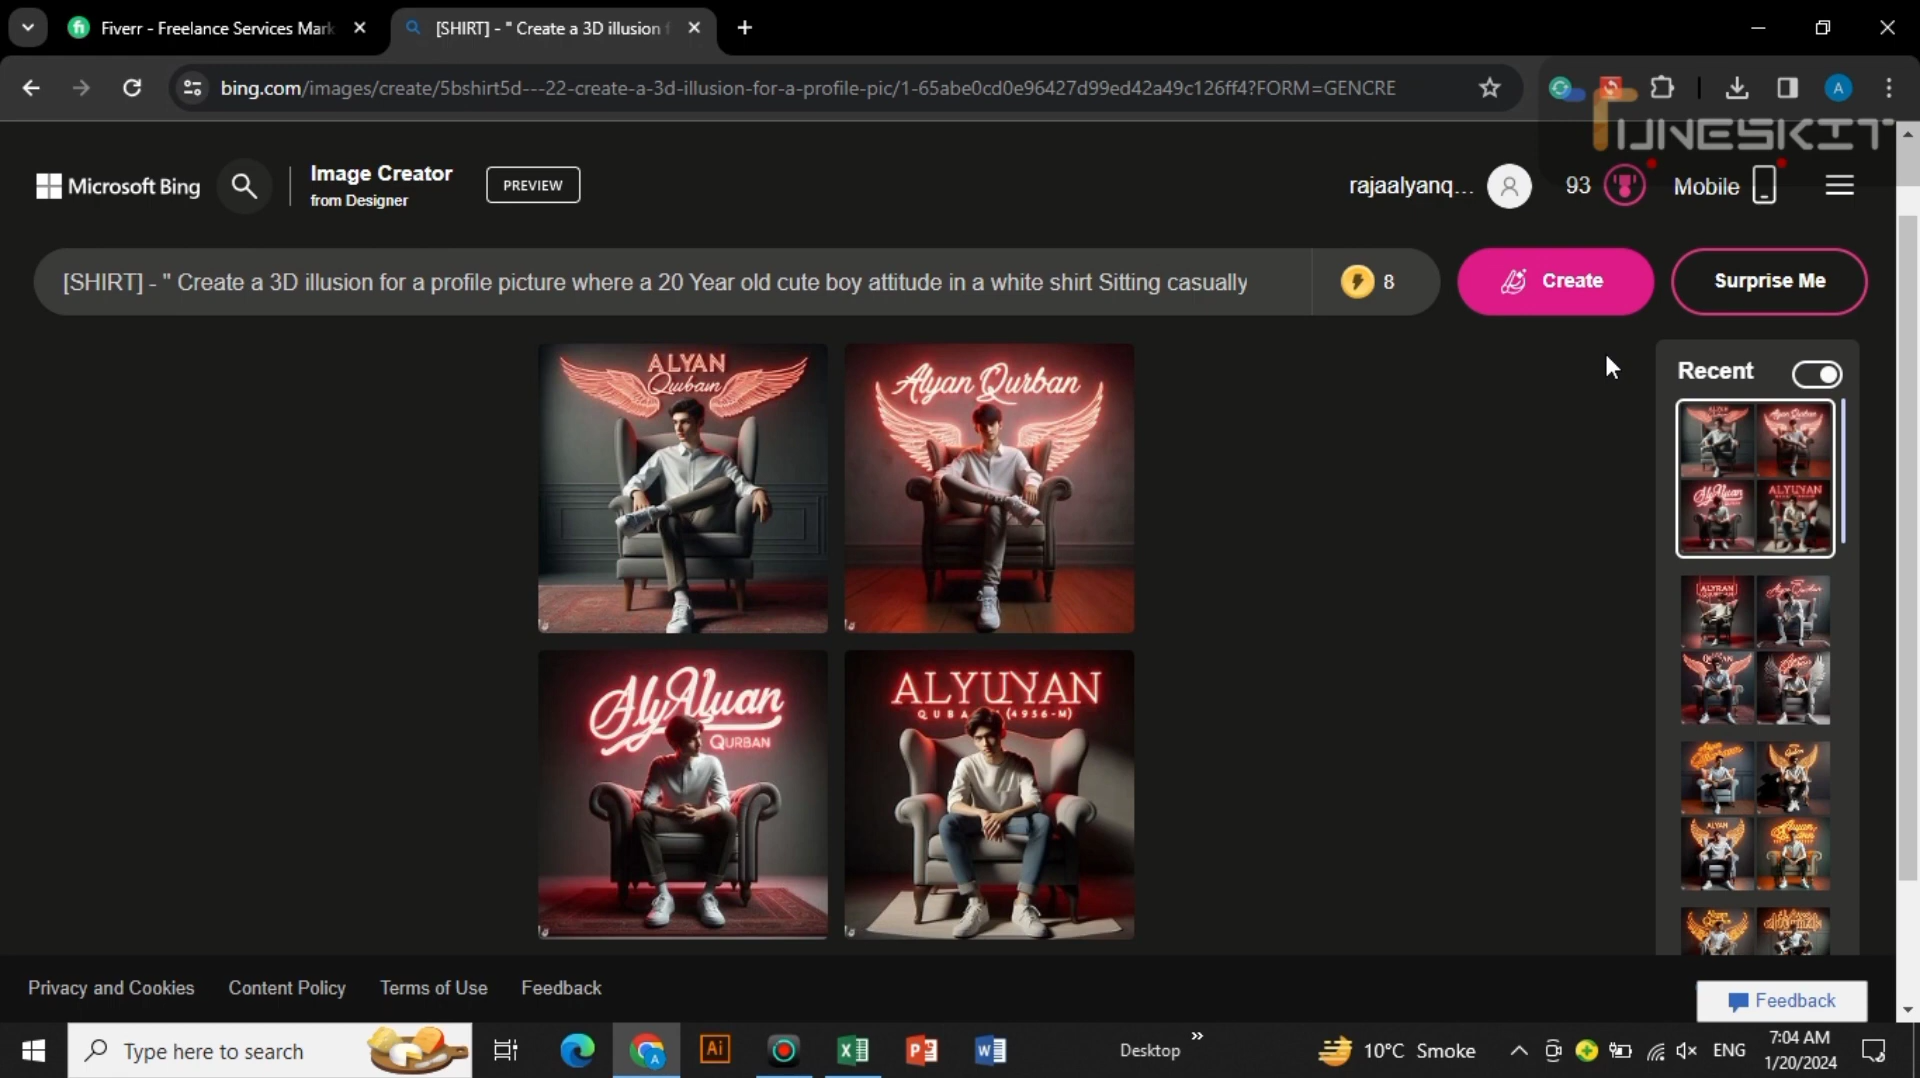 Fiverr - Freelance Services Mark
[SHIRT] - " Create a 3D illusion f
bing.com/images/create/5bshirt5d---22-create-a-3d-illusion-for-a-profile-pic/1-65abe0cd0e96427d99ed42a49c126ff4?FORM=GENCRE
A
TUNESKIT
Microsoft Bing
Image Creator
from Designer
PREVIEW
rajaalyanq...
93
Mobile
[SHIRT] - " Create a 3D illusion for a profile picture where a 20 Year old cute boy attitude in a white shirt Sitting casually
8
Create
Surprise Me
ALYAN
Alyan Qurban
AlyAlyan
QURBAN
ALYUYAN
Recent
Privacy and Cookies
Content Policy
Terms of Use
Feedback
Feedback
Type here to search
Desktop
10°C Smoke
ENG
7:04 AM
1/20/2024